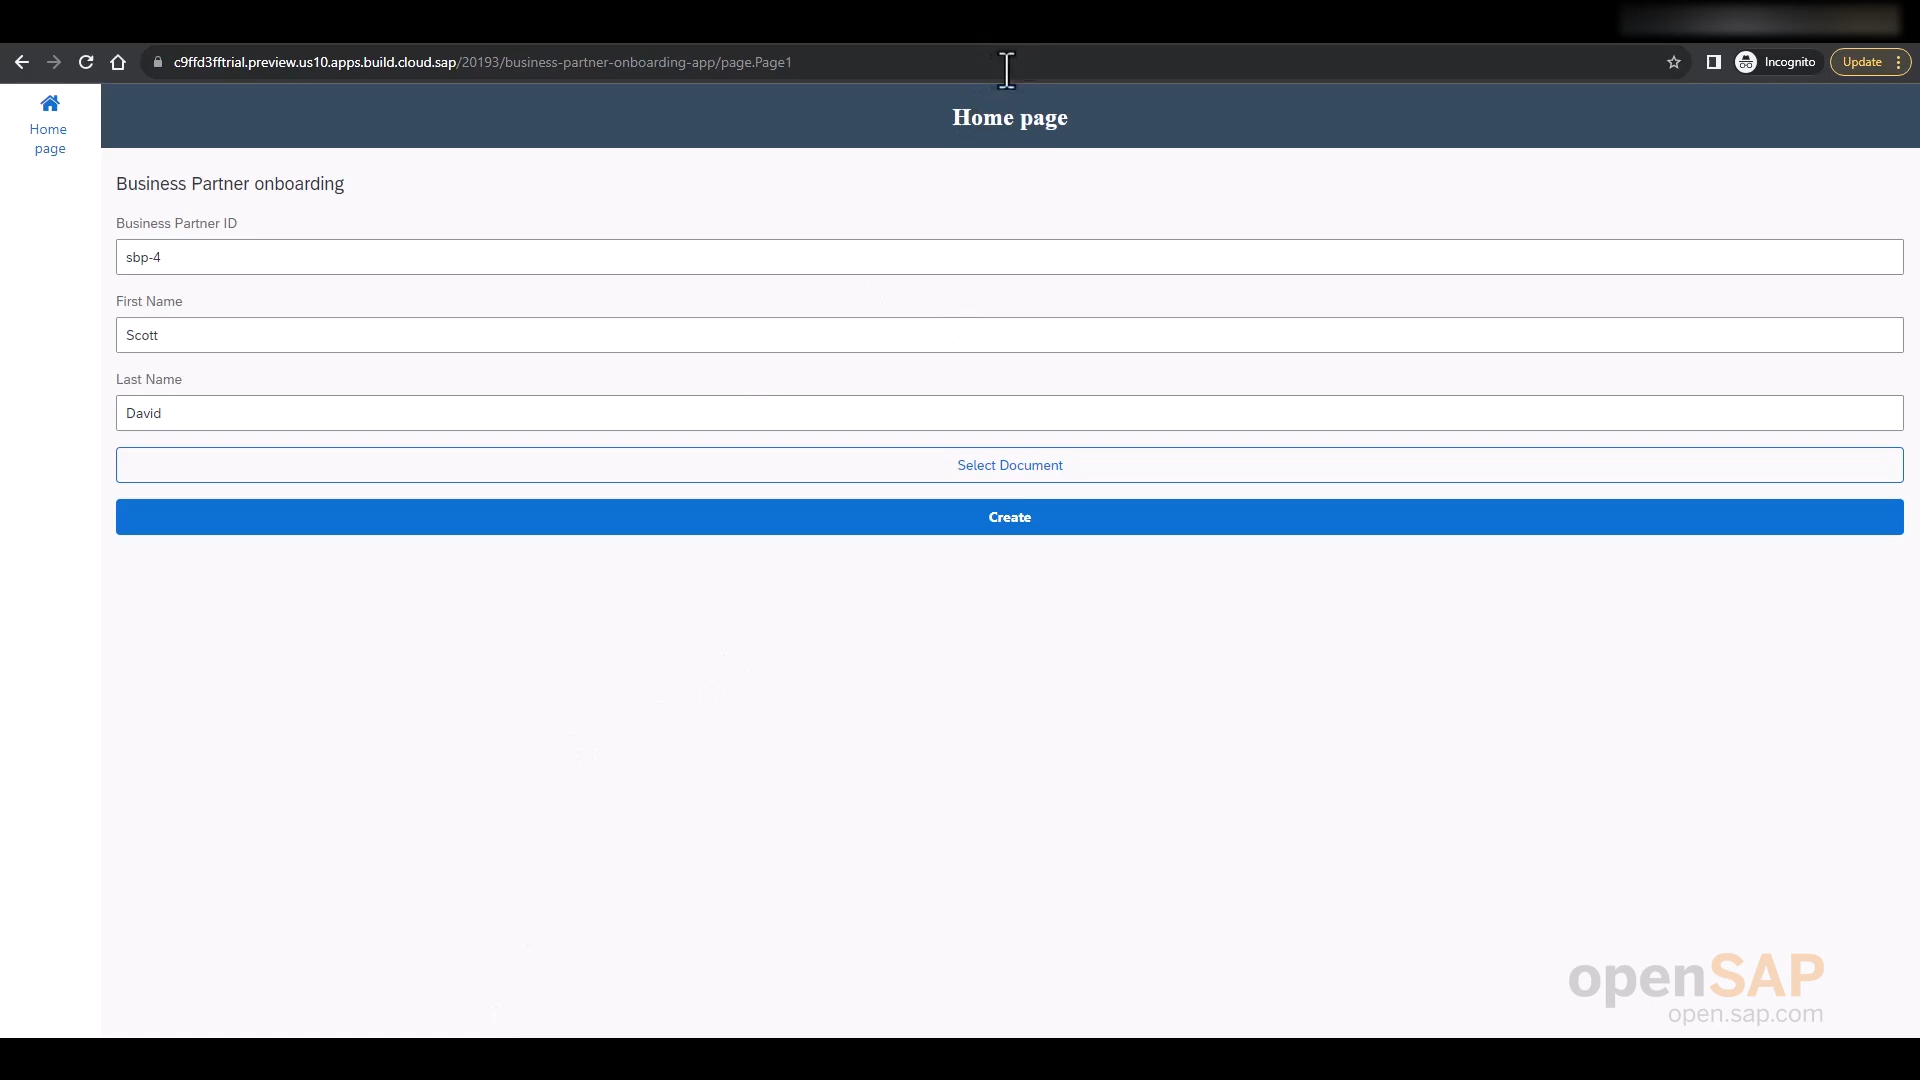 c9ffd3fftrial.preview.us10.apps.build.cloud.sap/20193/business-partner-onboarding-app/page.Page1
Incognito
Update
Home page
Home page
Business Partner onboarding
Business Partner ID
sbp-4
First Name
Scott
Last Name
David
Select Document
Create
openSAP
open.sap.com